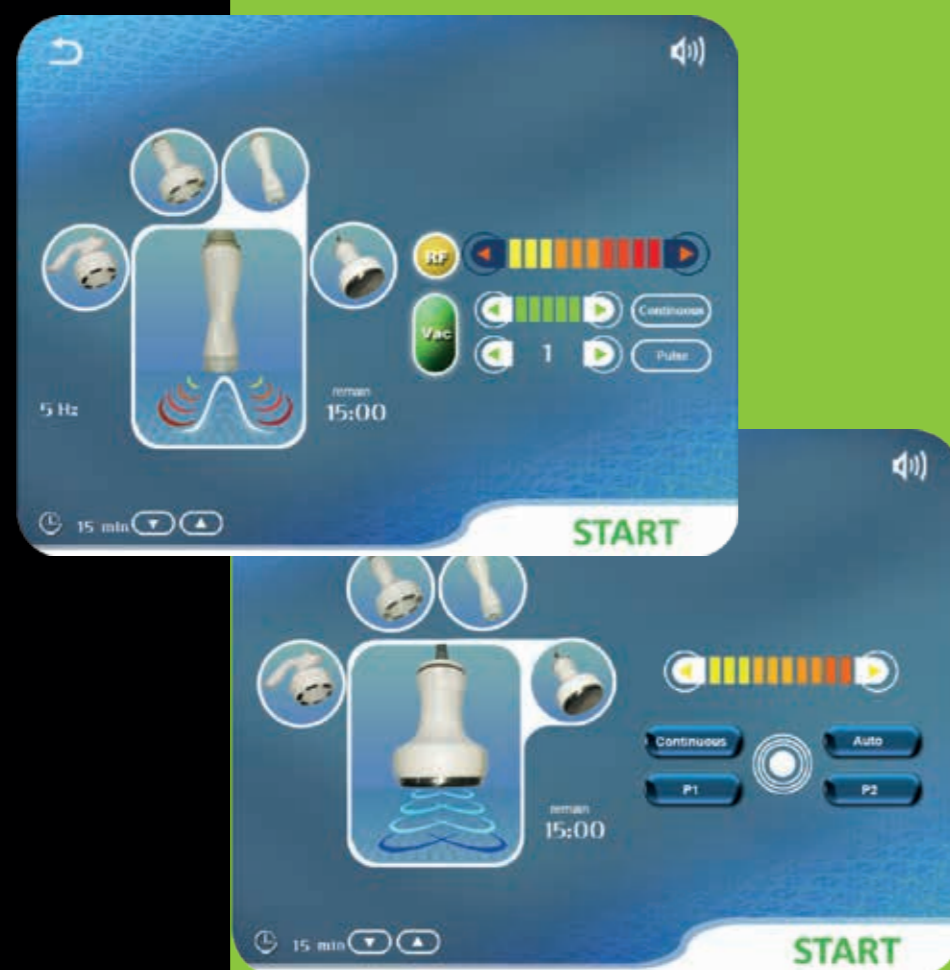 RF
Vac
Continuous
1
Pulse
5 Hz
remain
15:00
15 min
START
Continuous
Auto
P1
P2
remain
15:00
15 min
START